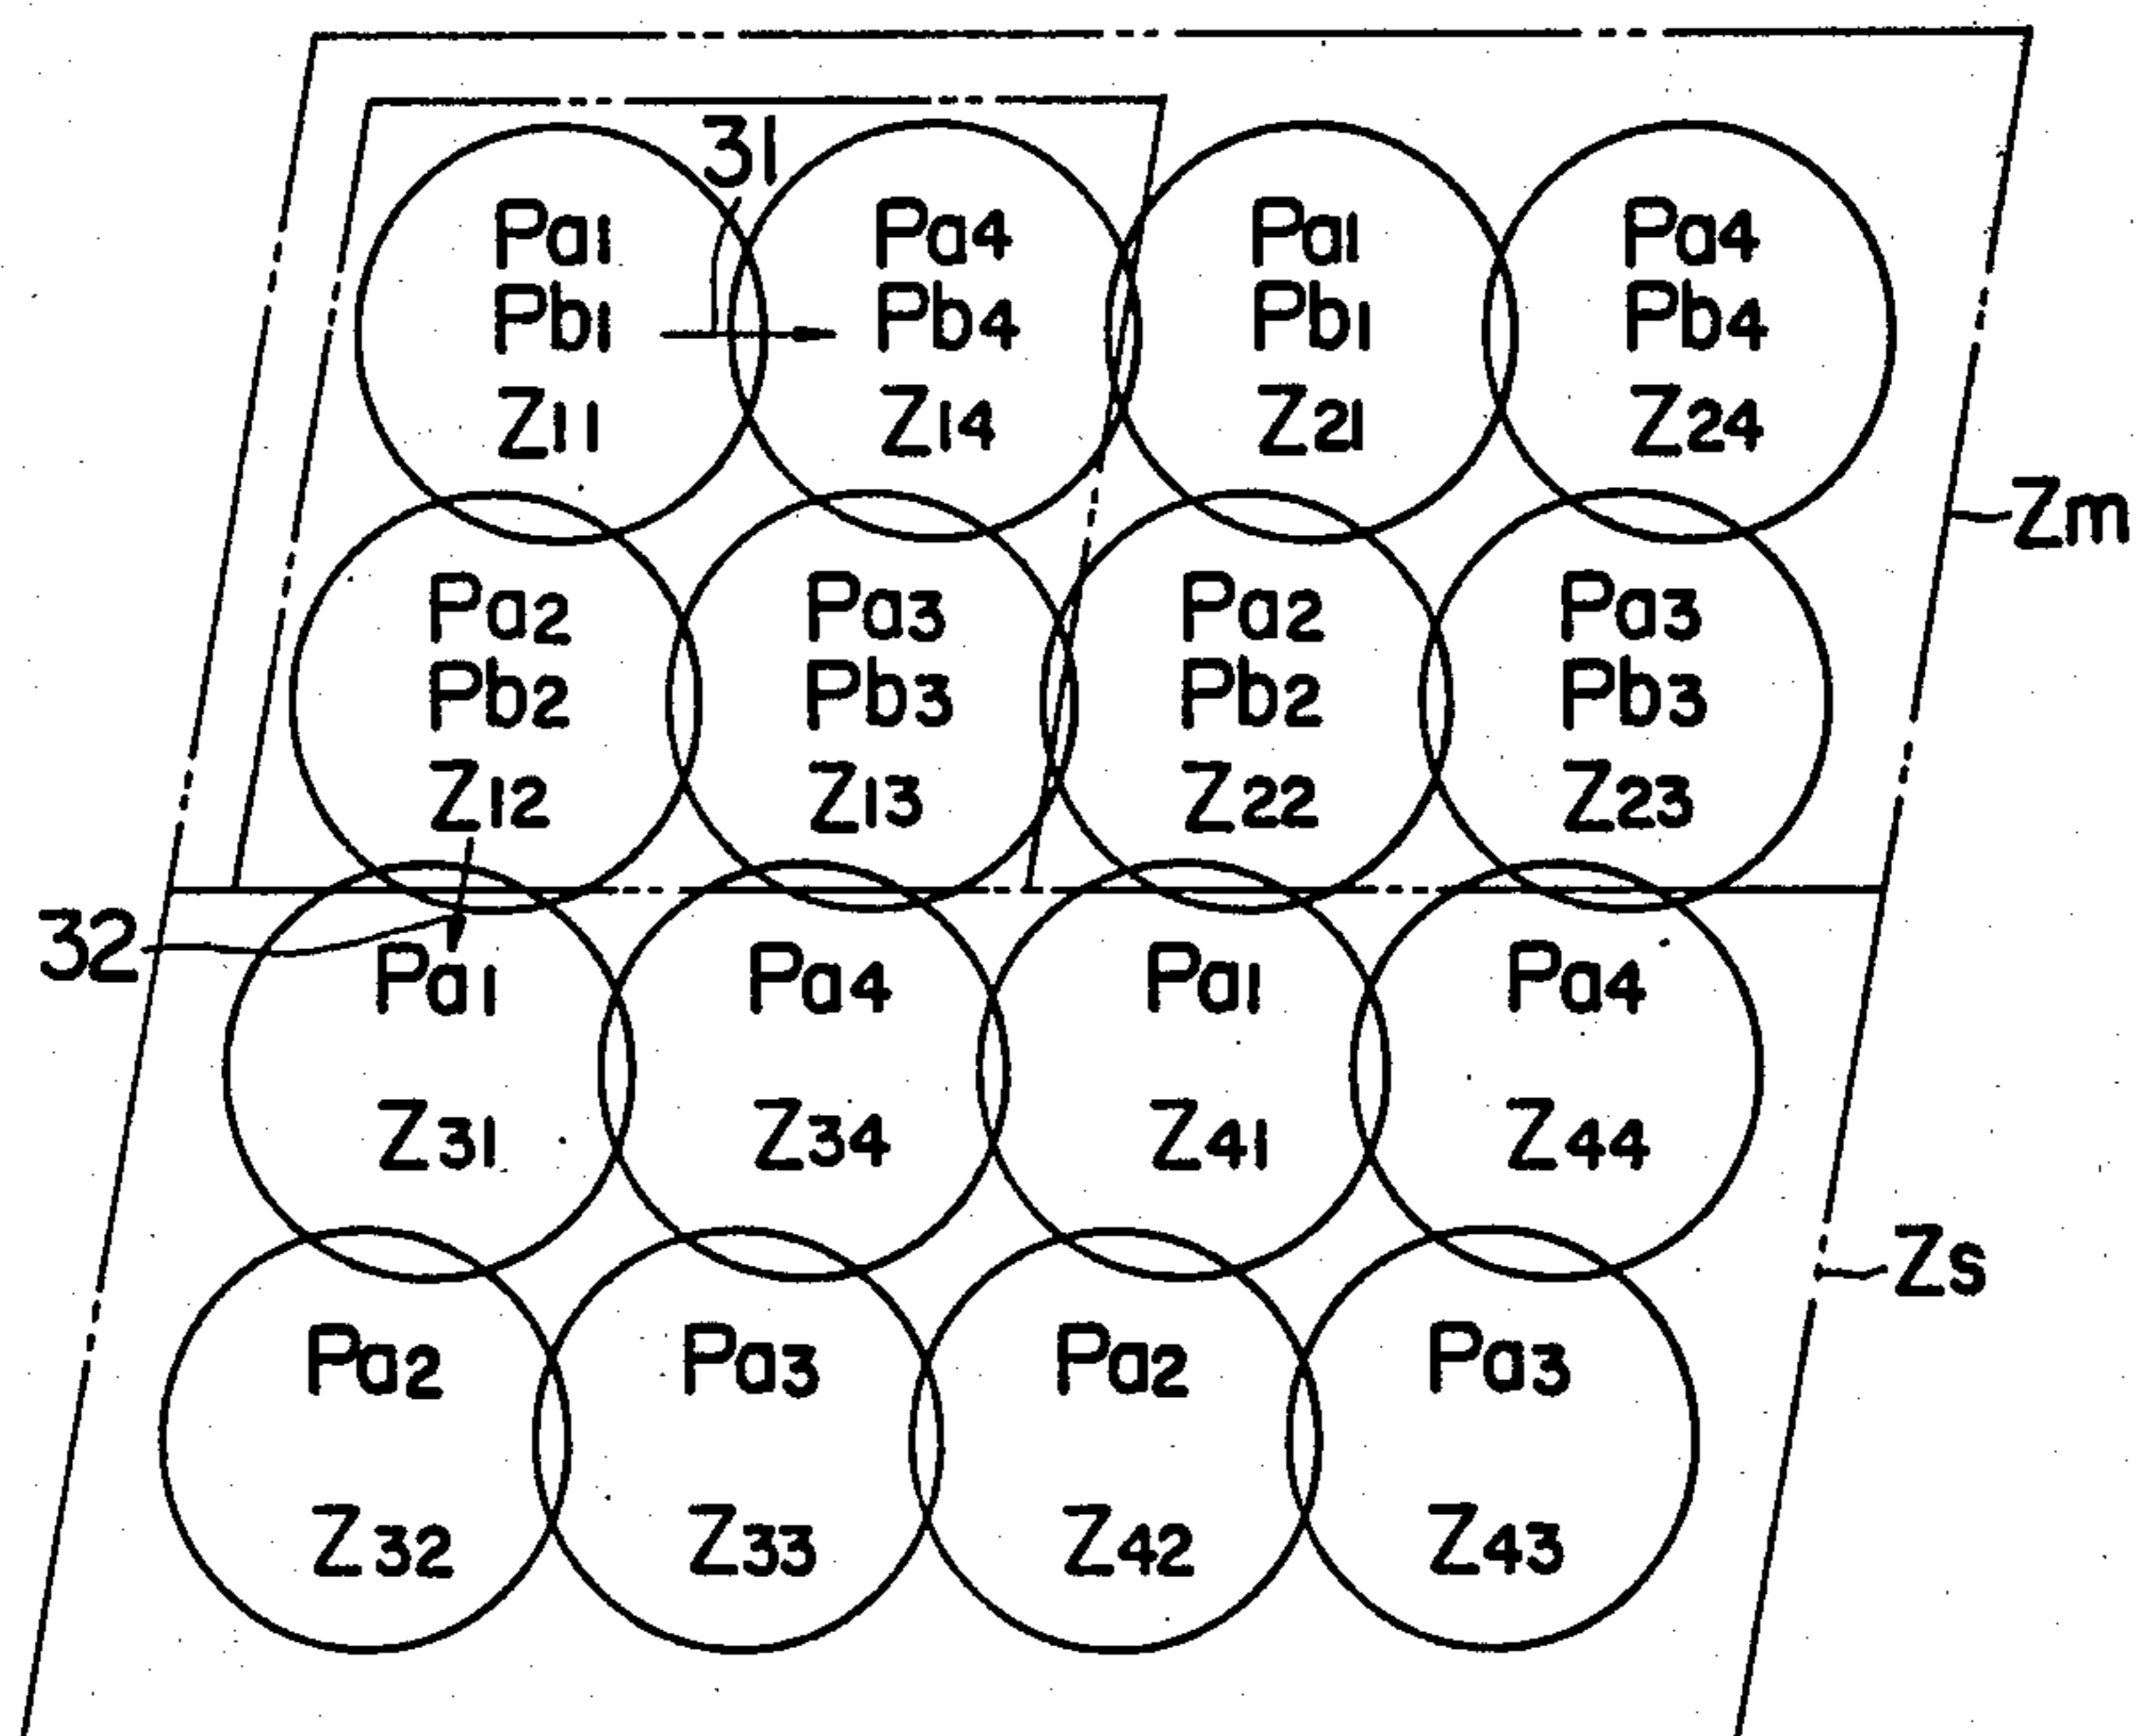 31
Pa1 Pa4 Pa1 Pa4
Pb1 Pb4 Pb1 Pb4
Z11 Z14 Z21 Z24
Zm
Pa2 Pa3 Pa2 Pa3
Pb2 Pb3 Pb2 Pb3
Z12 Z13 Z22 Z23
32
Pa1 Pa4 Pa1 Pa4
Z31 Z34 Z41 Z44
Zs
Pa2 Pa3 Pa2 Pa3
Z32 Z33 Z42 Z43